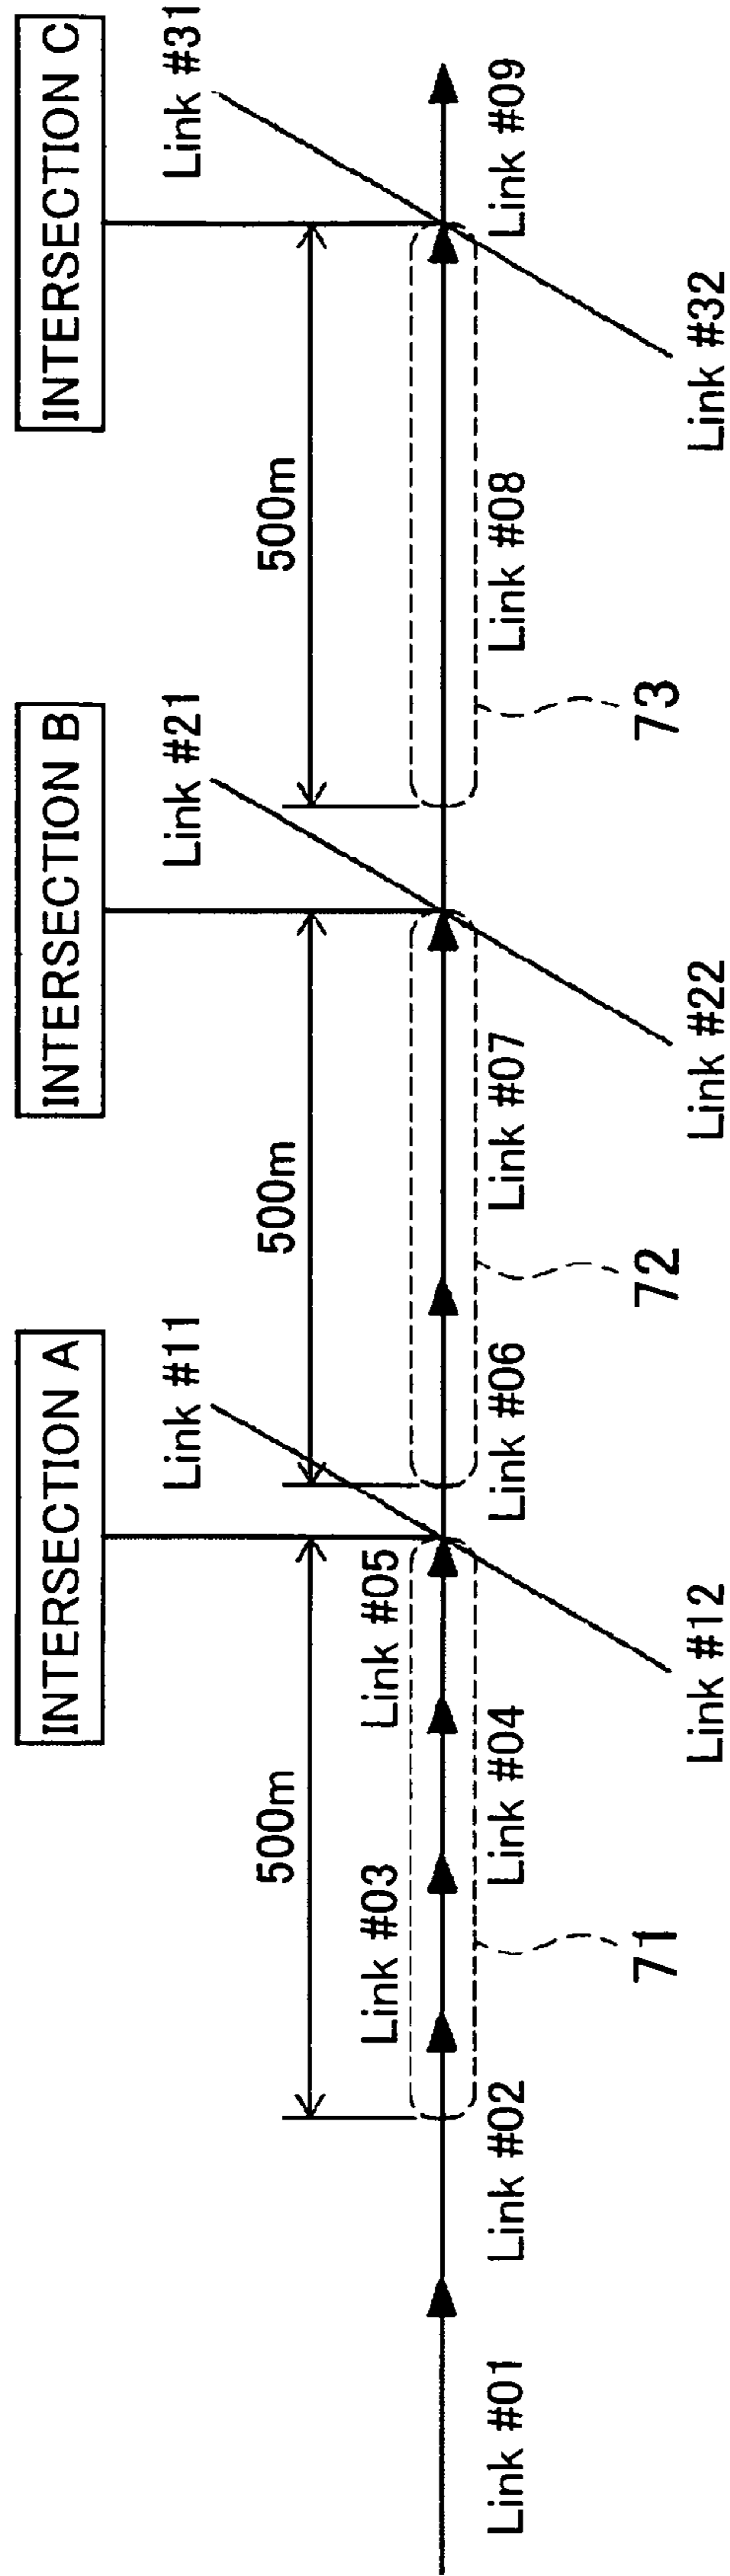 INTERSECTION A
INTERSECTION B
INTERSECTION C
Link #11
Link #21
Link #31
500m
500m
500m
Link #03
Link #05
Link #01
Link #02
Link #04
Link #06
Link #07
Link #08
Link #09
71
72
73
Link #12
Link #22
Link #32